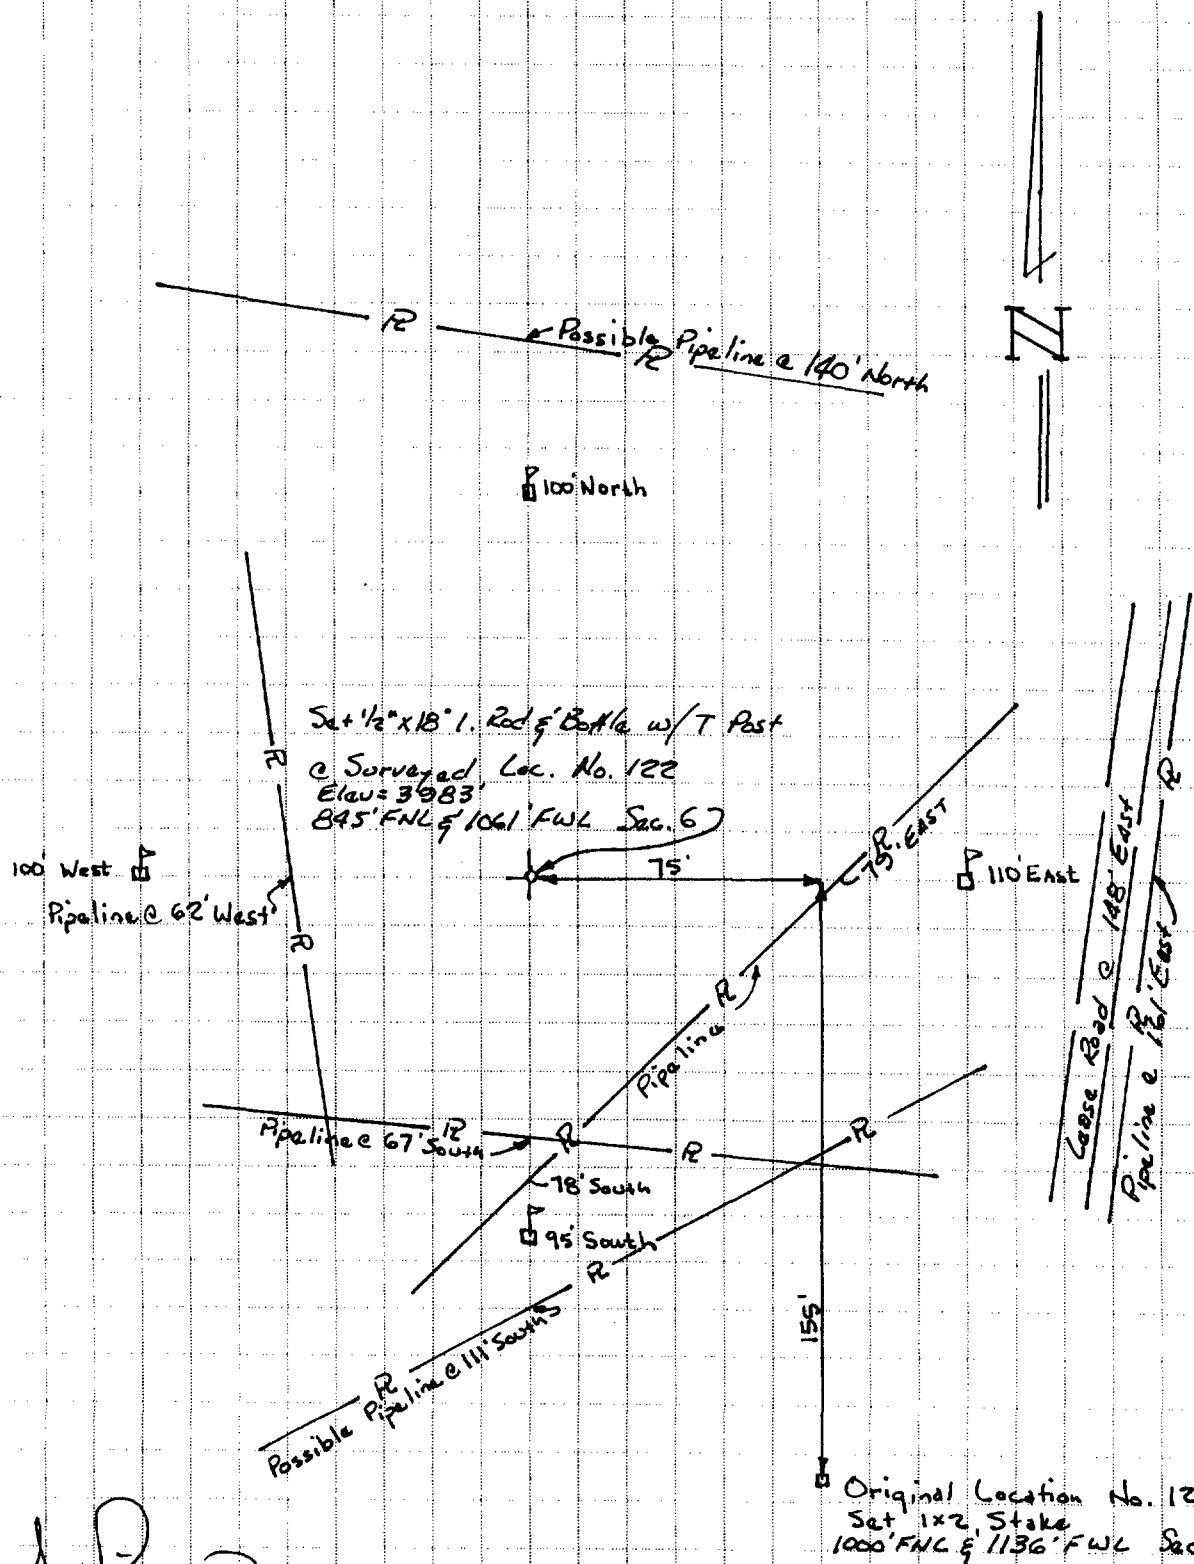 N
Possible Pipeline @ 140' North
100' North
Set 1/2" x 18" I. Rod & Bottle w/ T Post
@ Surveyed Loc. No. 122
Elev = 3983'
845' FNL & 1061' FWL Sec. 6
75'
79' EAST
100' West
110' East
Pipeline @ 62' West
Lease Road @ 148' East
Pipeline @ 161' East
Pipeline
Pipeline @ 67' South
78' South
95' South
155'
Possible Pipeline @ 111' South
Original Location No. 12
Set 1x2 Stake
1000' FNL & 1136' FWL Sec